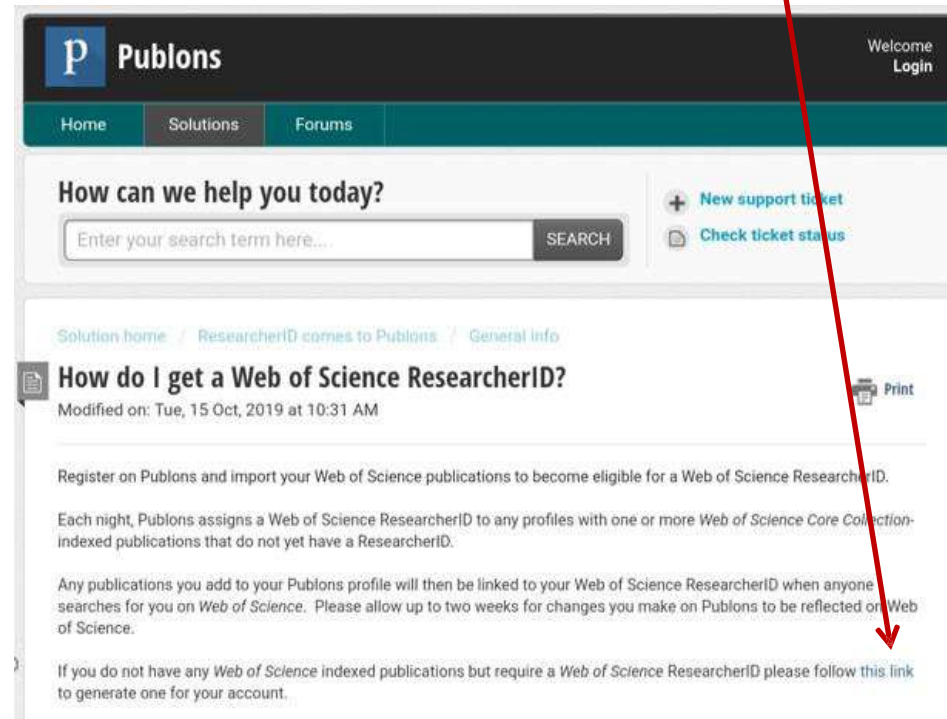 p Publons
Welcome
Login
Home Solutions Forums
How can we help you today?
Enter your search term here...
SEARCH
New support ticket
Check ticket status
Solution home / ResearcherID comes to Publons / General info
How do I get a Web of Science ResearcherID?
Print
Modified on: Tue, 15 Oct, 2019 at 10:31 AM
Register on Publons and import your Web of Science publications to become eligible for a Web of Science ResearcherID.
Each night, Publons assigns a Web of Science ResearcherID to any profiles with one or more Web of Science Core Collection-
indexed publications that do not yet have a ResearcherID.
Any publications you add to your Publons profile will then be linked to your Web of Science ResearcherID when anyone
searches for you on Web of Science. Please allow up to two weeks for changes you make on Publons to be reflected on Web
of Science.
If you do not have any Web of Science indexed publications but require a Web of Science ResearcherID please follow this link
to generate one for your account.